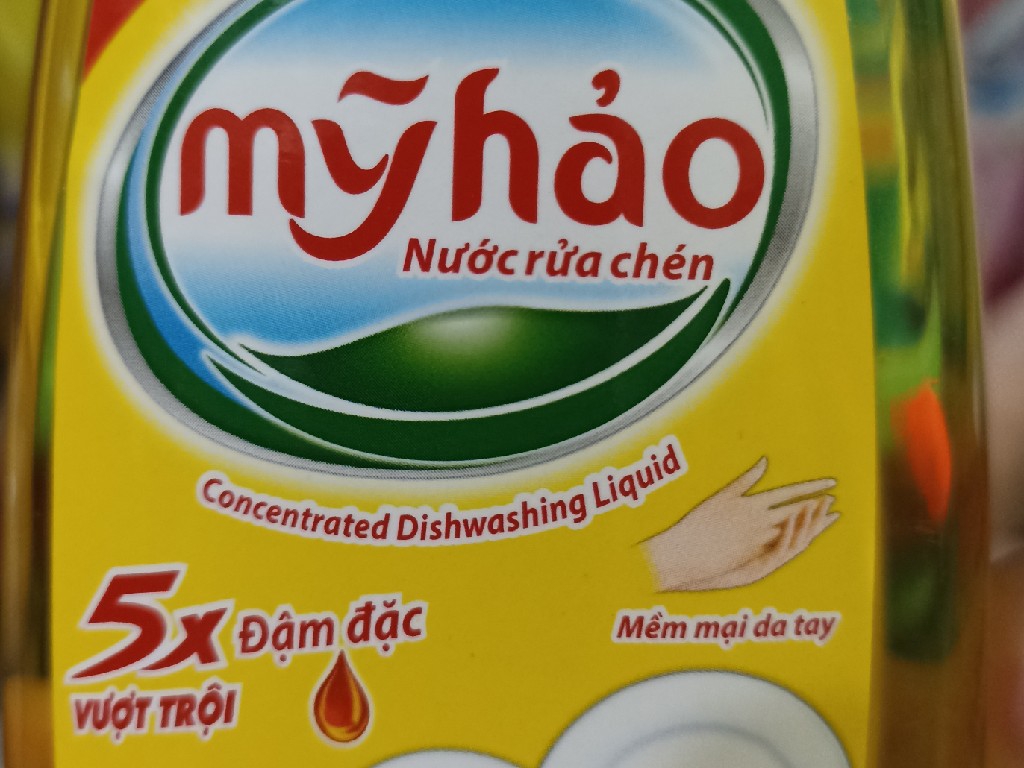 mỹhảo
Nước rửa chén
Concentrated Dishwashing Liquid
5x Đậm đặc
VƯỢT TRỘI
Mềm mại da tay